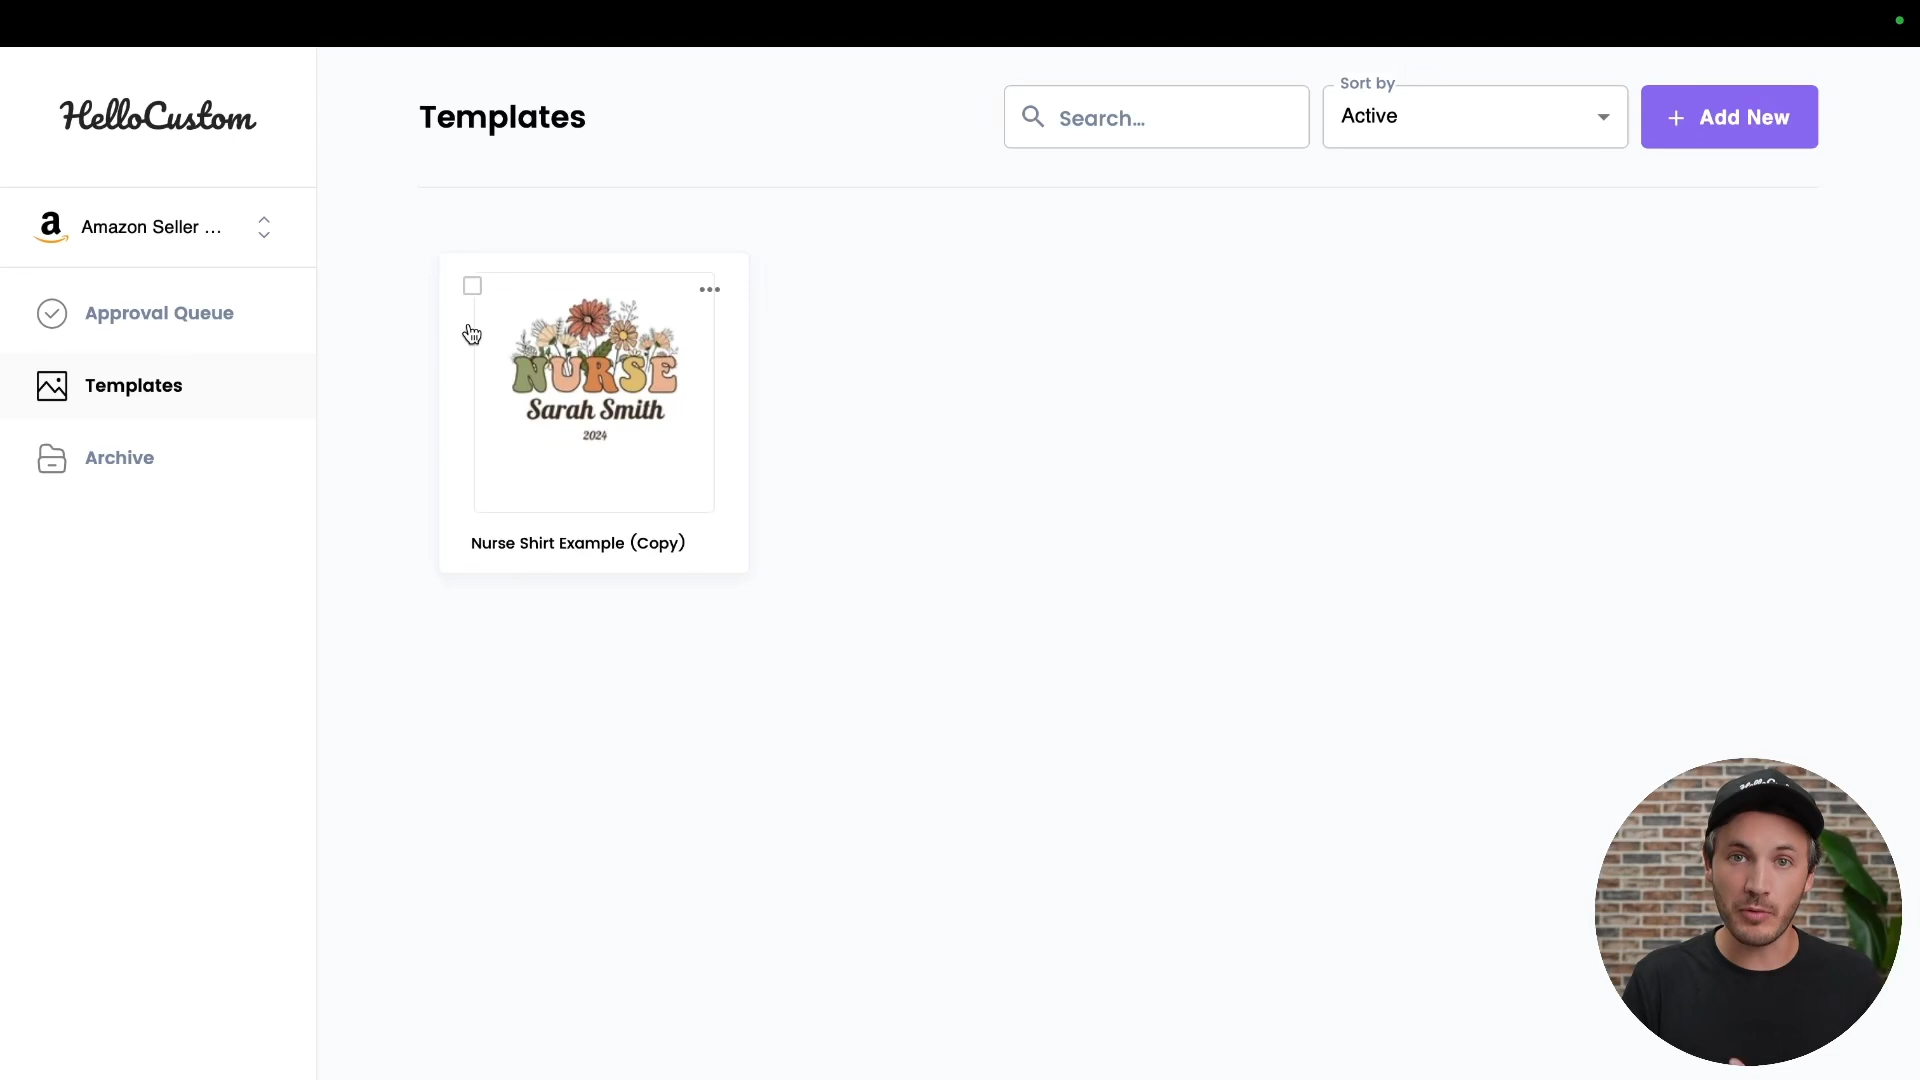 HelloCustom
Amazon Seller ...
Approval Queue
Templates
Archive
Templates
Search...
Sort by
Active
+ Add New
NURSE
Sarah Smith
2024
Nurse Shirt Example (Copy)